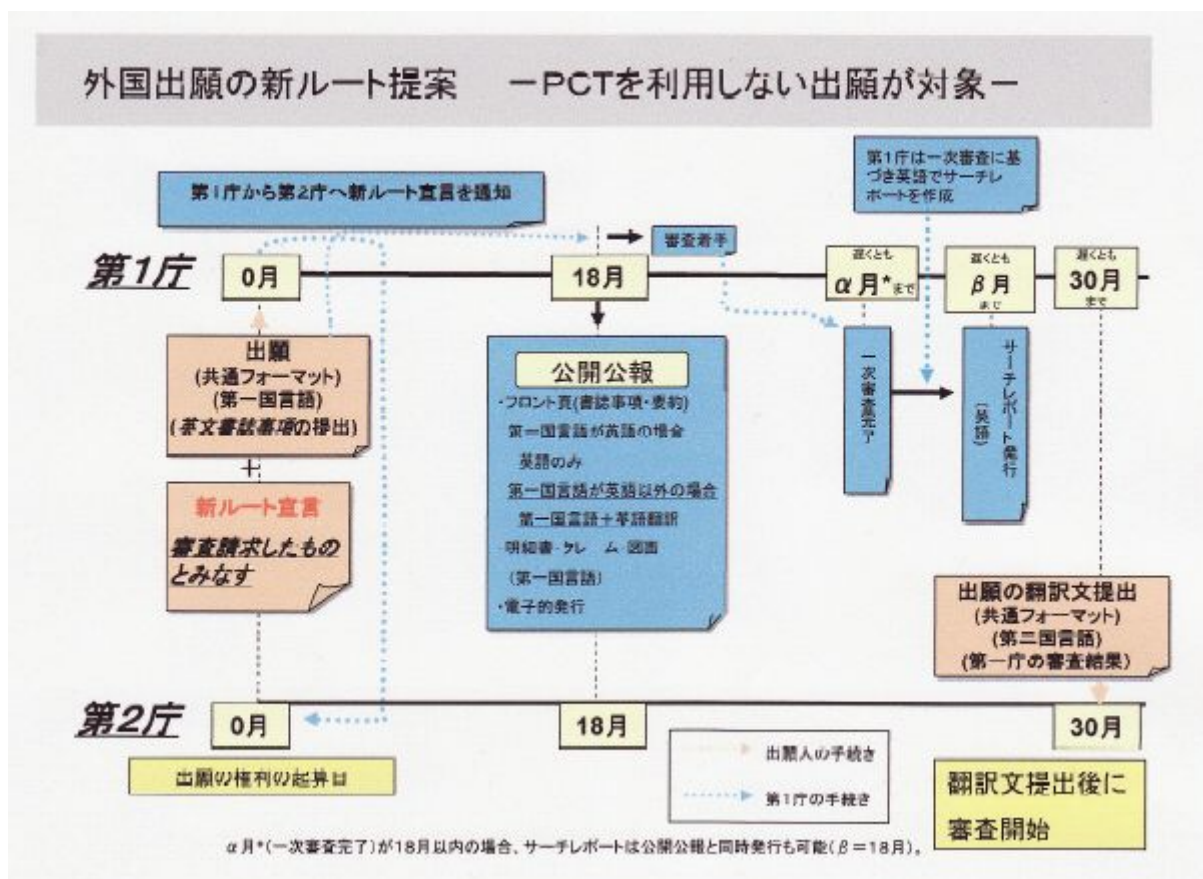 外国出願の新ルート提案　－PCTを利用しない出願が対象－
第1庁から第2庁へ新ルート宣言を通知
第1庁は一次審査に基
づき英語でサーチレ
ポートを作成
審査着手
第1庁
0月
18月
遅くとも
α月*まで
遅くとも
β月
まで
遅くとも
30月
まで
出願
(共通フォーマット)
(第一国言語)
(英文書誌事項の提出)
+
新ルート宣言
審査請求したもの
とみなす
公開公報
・フロント頁(書誌事項・要約)
第一国言語が英語の場合
英語のみ
第一国言語が英語以外の場合
第一国言語＋英語翻訳
・明細書・クレーム・図面
(第一国言語)
・電子的発行
一次審査完了
サーチレポート発行
(英語)
出願の翻訳文提出
(共通フォーマット)
(第二国言語)
(第一庁の審査結果)
第2庁
0月
18月
30月
出願の権利の起算日
出願人の手続き
第1庁の手続き
翻訳文提出後に
審査開始
α月*(一次審査完了)が18月以内の場合、サーチレポートは公開公報と同時発行も可能(β＝18月)。